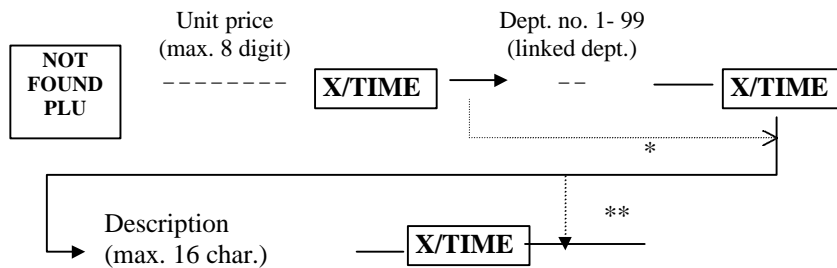 Unit price
(max. 8 digit)
Dept. no. 1- 99
(linked dept.)
NOT
FOUND
PLU
_ _ _ _ _ _ _ _
X/TIME
_ _
X/TIME
*
**
Description
(max. 16 char.)
X/TIME